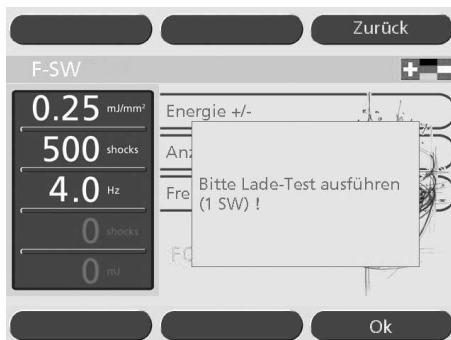 Zurück
F-SW
0.25 mJ/mm²
Energie +/-
500 shocks
4.0 Hz
Fre
Bitte Lade-Test ausführen
(1 SW) !
0 shocks
0 mJ
Ok